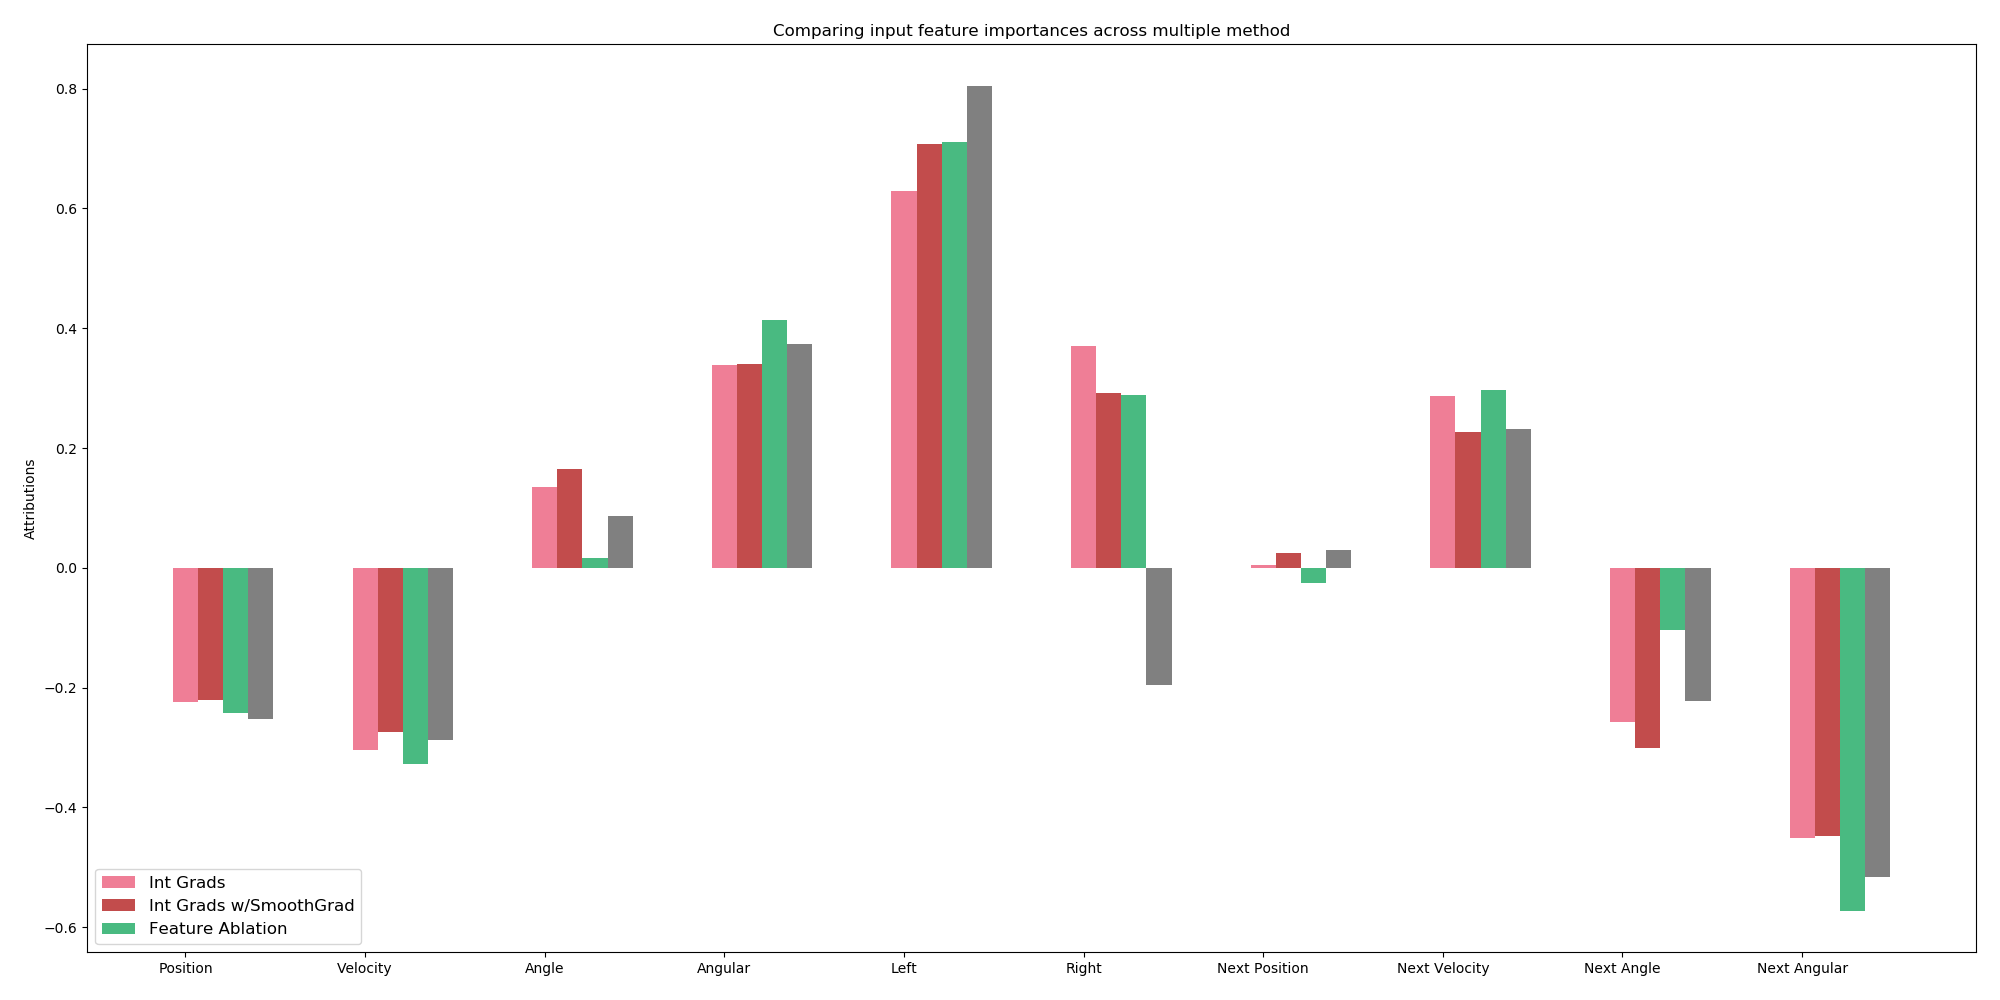 Comparing input feature importances across multiple method
0.8
0.6
0.4
0.2
0.0
−0.2
−0.4
−0.6
Attributions
Int Grads
Int Grads w/SmoothGrad
Feature Ablation
Position Velocity Angle Angular Left Right Next Position Next Velocity Next Angle Next Angular